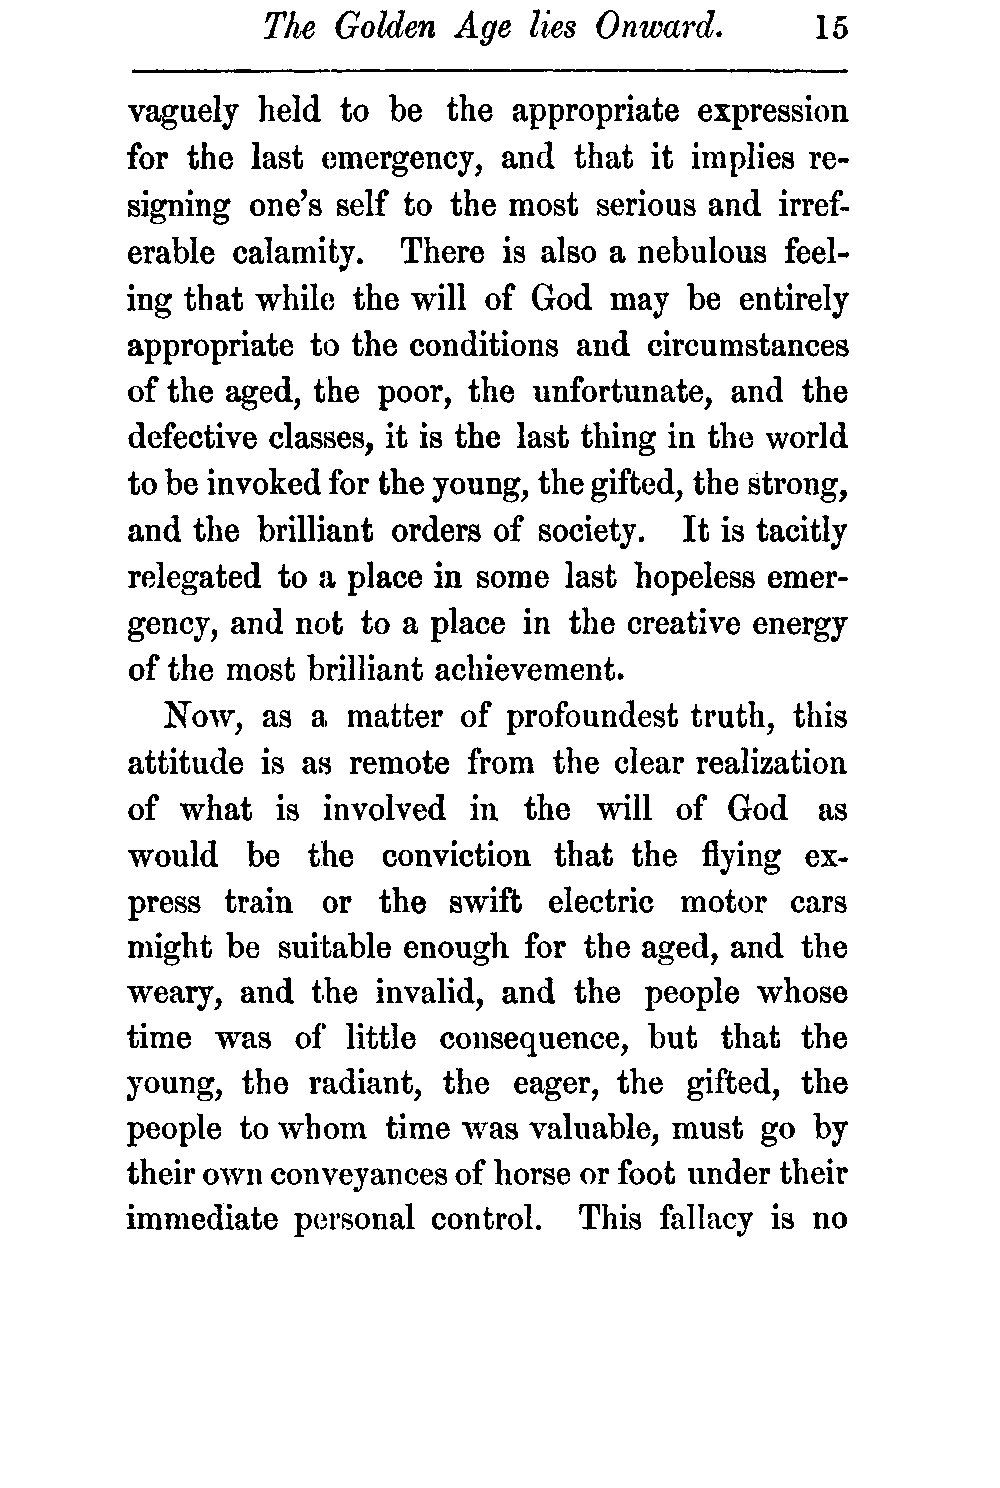 The Golden Age lies Onward. 15
vaguely held to be the appropriate expression
for the last emergency, and that it implies re-
signing one's self to the most serious and irref-
erable calamity. There is also a nebulous feel-
ing that while the will of God may be entirely
appropriate to the conditions and circumstances
of the aged, the poor, the unfortunate, and the
defective classes, it is the last thing in the world
to be invoked for the young, the gifted, the strong,
and the brilliant orders of society. It is tacitly
relegated to a place in some last hopeless emer-
gency, and not to a place in the creative energy
of the most brilliant achievement.
Now, as a matter of profoundest truth, this
attitude is as remote from the clear realization
of what is involved in the will of God as
would be the conviction that the flying ex-
press train or the swift electric motor cars
might be suitable enough for the aged, and the
weary, and the invalid, and the people whose
time was of little consequence, but that the
young, the radiant, the eager, the gifted, the
people to whom time was valuable, must go by
their own conveyances of horse or foot under their
immediate personal control. This fallacy is no